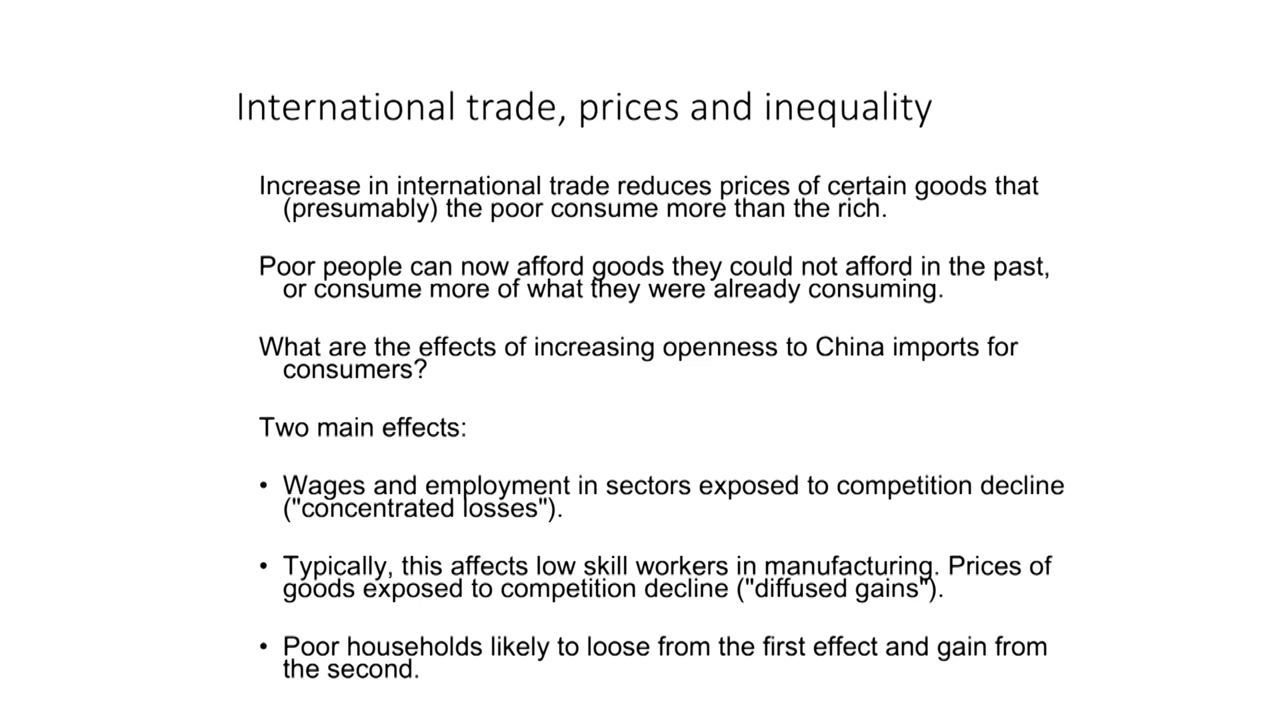 International trade, prices and inequality
Increase in international trade reduces prices of certain goods that
(presumably) the poor consume more than the rich.
Poor people can now afford goods they could not afford in the past,
or consume more of what they were already consuming.
What are the effects of increasing openness to China imports for
consumers?
Two main effects:
• Wages and employment in sectors exposed to competition decline
("concentrated losses").
• Typically, this affects low skill workers in manufacturing. Prices of
goods exposed to competition decline ("diffused gains").
• Poor households likely to loose from the first effect and gain from
the second.